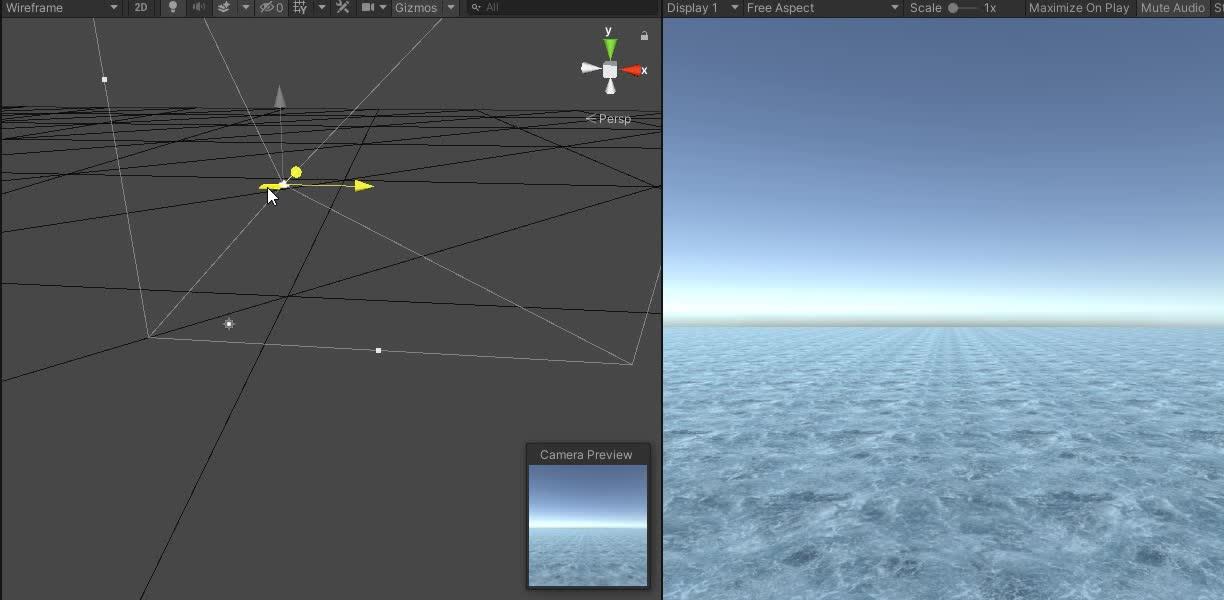 Wireframe 2D 0 Gizmos All
Display 1 Free Aspect Scale 1x Maximize On Play Mute Audio St
y
x
Persp
Camera Preview